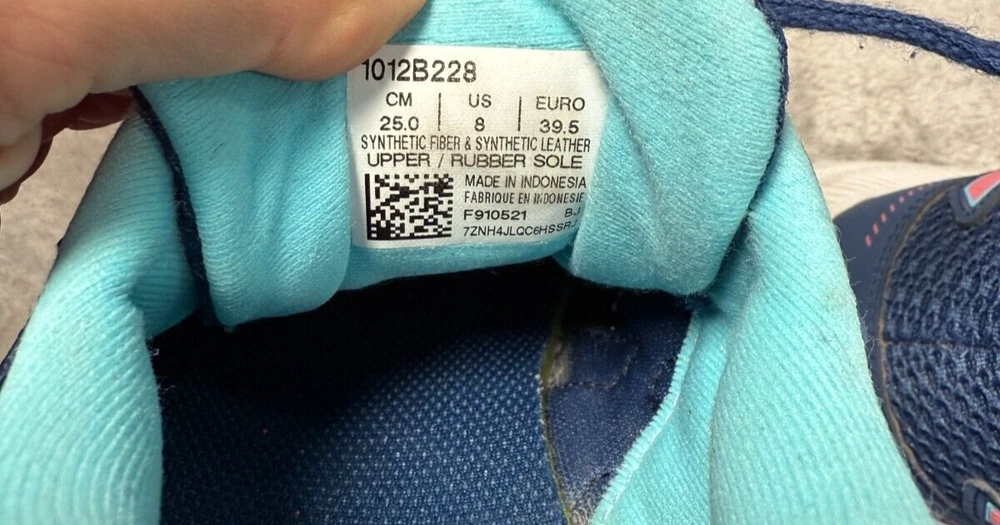 1012B228
CM | US | EURO
25.0 | 8 | 39.5
SYNTHETIC FIBER & SYNTHETIC LEATHER
UPPER / RUBBER SOLE
MADE IN INDONESIA
FABRIQUE EN INDONESIE
F910521 BJ